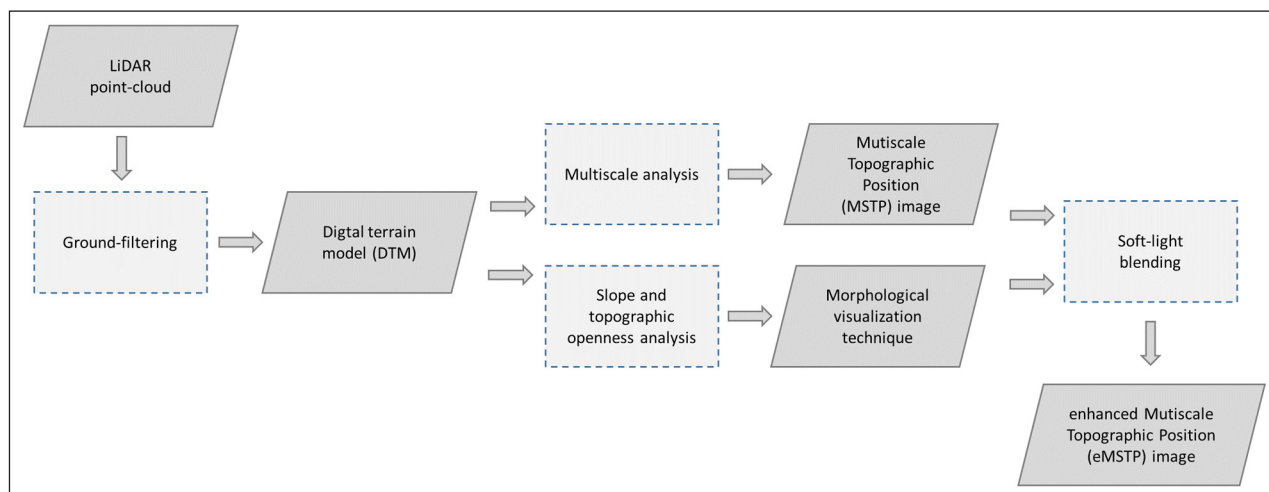 LiDAR
point-cloud
Ground-filtering
Digtal terrain
model (DTM)
Multiscale analysis
Mutiscale
Topographic
Position
(MSTP) image
Slope and
topographic
openness analysis
Morphological
visualization
technique
Soft-light
blending
enhanced Mutiscale
Topographic Position
(eMSTP) image